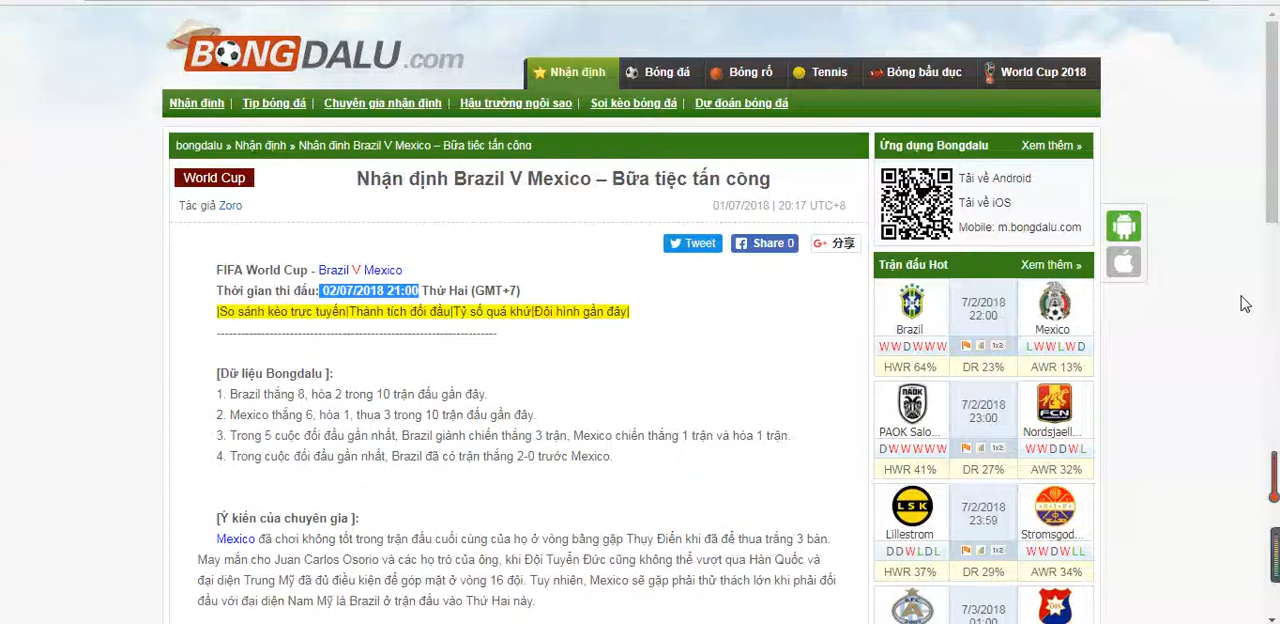 BONGDALU.com
Nhận định
Bóng đá
Bóng rổ
Tennis
Bóng bầu dục
World Cup 2018
Nhận định | Tip bóng đá | Chuyên gia nhận định | Hậu trường ngôi sao | Soi kèo bóng đá | Dự đoán bóng đá
bongdalu » Nhận định » Nhận định Brazil V Mexico – Bữa tiệc tấn công
World Cup
Nhận định Brazil V Mexico – Bữa tiệc tấn công
Tác giả Zoro
01/07/2018 | 20:17 UTC+8
Tweet
Share 0
G+ 分享
FIFA World Cup - Brazil V Mexico
Thời gian thi đấu: 02/07/2018 21:00 Thứ Hai (GMT+7)
|So sánh kèo trực tuyến|Thành tích đối đầu|Tỷ số quá khứ|Đội hình gần đây|
[Dữ liệu Bongdalu ]:
1. Brazil thắng 8, hòa 2 trong 10 trận đấu gần đây.
2. Mexico thắng 6, hòa 1, thua 3 trong 10 trận đấu gần đây.
3. Trong 5 cuộc đối đầu gần nhất, Brazil giành chiến thắng 3 trận, Mexico chiến thắng 1 trận và hòa 1 trận.
4. Trong cuộc đối đầu gần nhất, Brazil đã có trận thắng 2-0 trước Mexico.
[Ý kiến của chuyên gia ]:
Mexico đã chơi không tốt trong trận đấu cuối cùng của họ ở vòng bảng gặp Thụy Điển khi đã để thua trắng 3 bàn.
May mắn cho Juan Carlos Osorio và các học trò của ông, khi Đội Tuyển Đức cũng không thể vượt qua Hàn Quốc và
đại diện Trung Mỹ đã đủ điều kiện để góp mặt ở vòng 16 đội. Tuy nhiên, Mexico sẽ gặp phải thử thách lớn khi phải đối
đầu với đại diện Nam Mỹ là Brazil ở trận đấu vào Thứ Hai này.
Ứng dụng Bongdalu
Xem thêm »
Tải về Android
Tải về iOS
Mobile: m.bongdalu.com
Trận đấu Hot
Xem thêm »
7/2/2018
22:00
Brazil
Mexico
WWDWWW
1x2
LWWLWD
HWR 64%
DR 23%
AWR 13%
7/2/2018
23:00
PAOK Salo...
Nordsjaell...
DWWWWW
1x2
WWDDWL
HWR 41%
DR 27%
AWR 32%
LSK
7/2/2018
23:59
Lillestrom
Stromsgod...
DDWLDL
1x2
WWDWLL
HWR 37%
DR 29%
AWR 34%
7/3/2018
01:00